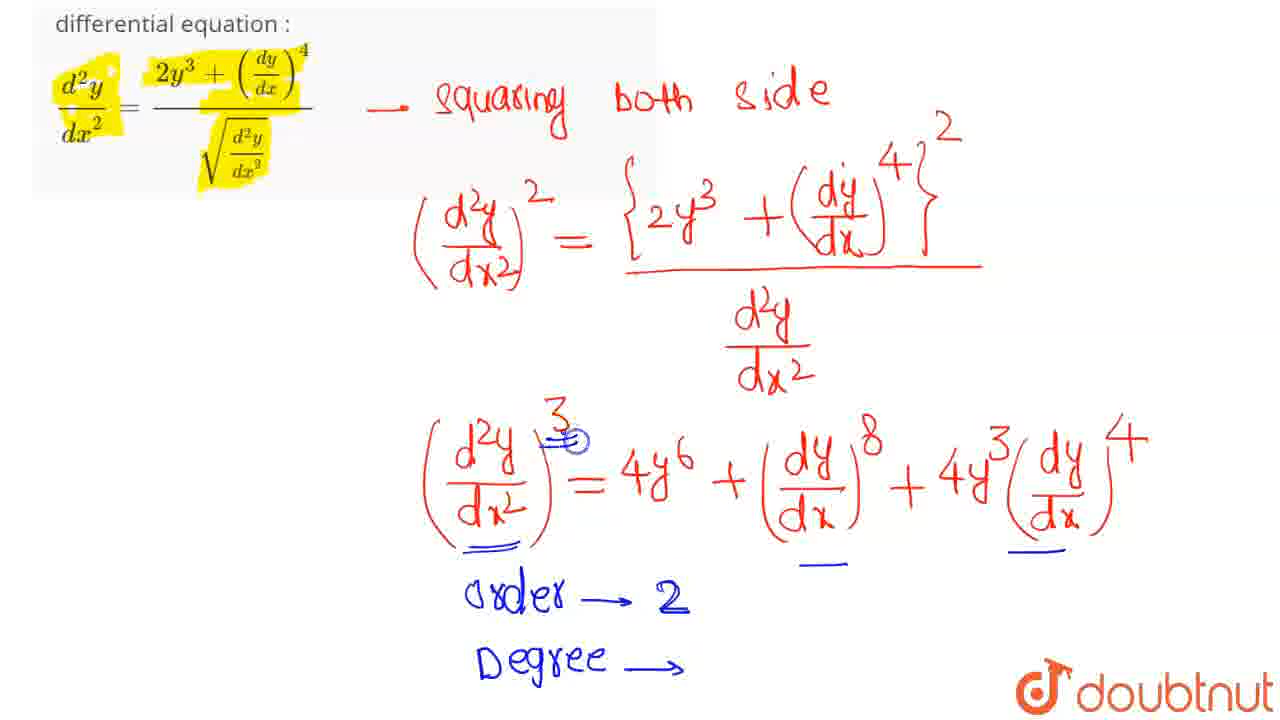 differential equation :
d²y/dx² = (2y³ + (dy/dx)⁴)/√(d²y/dx²)
→ squaring both side
(d²y/dx²)² = {2y³ + (dy/dx)⁴}²/(d²y/dx²)
(d²y/dx²)³ = 4y⁶ + (dy/dx)⁸ + 4y³(dy/dx)⁴
order → 2
Degree →
doubtnut